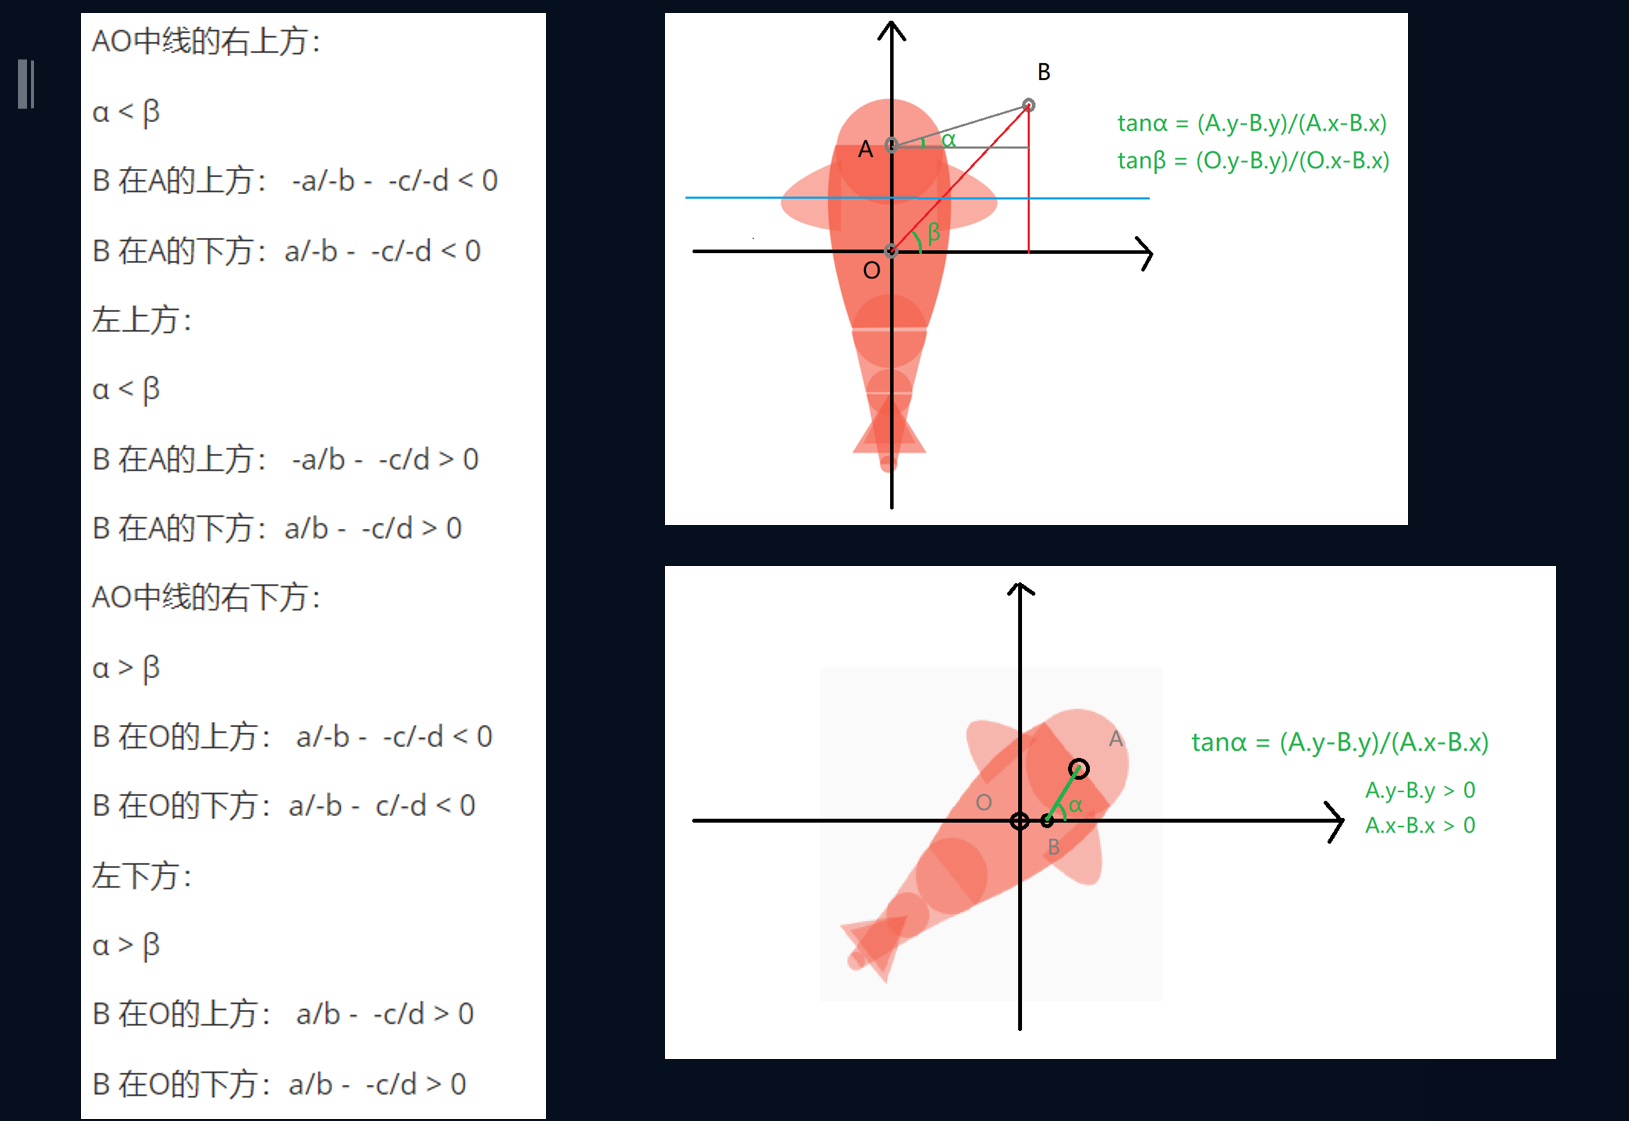 AO中线的右上方：
α < β
B 在A的上方： -a/-b - -c/-d < 0
B 在A的下方：a/-b - -c/-d < 0
左上方：
α < β
B 在A的上方： -a/b - -c/d > 0
B 在A的下方：a/b - -c/d > 0
AO中线的右下方：
α > β
B 在O的上方： a/-b - -c/-d < 0
B 在O的下方：a/-b - c/-d < 0
左下方：
α > β
B 在O的上方： a/b - -c/d > 0
B 在O的下方：a/b - -c/d > 0
B
A
α
β
O
tanα = (A.y-B.y)/(A.x-B.x)
tanβ = (O.y-B.y)/(O.x-B.x)
A
O
α
B
tanα = (A.y-B.y)/(A.x-B.x)
A.y-B.y > 0
A.x-B.x > 0